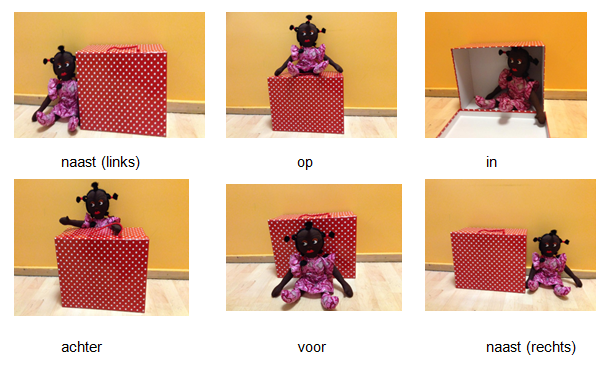 naast (links) op in
achter voor naast (rechts)